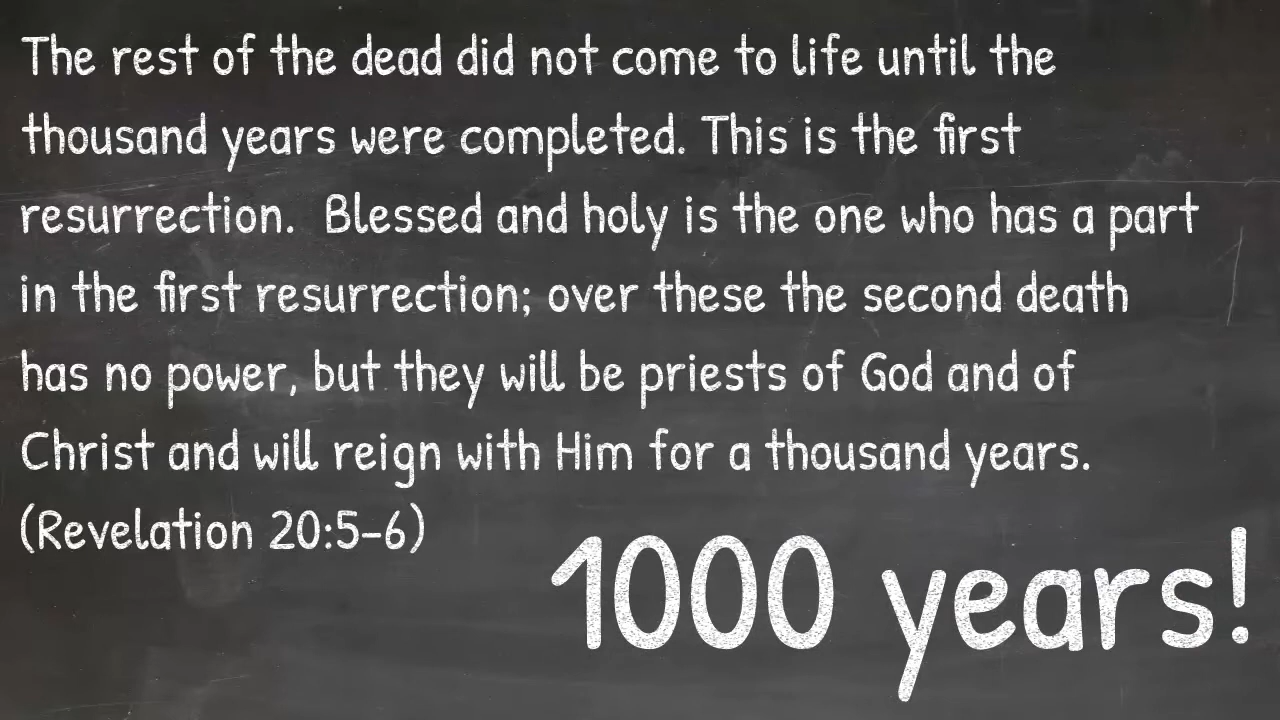 The rest of the dead did not come to life until the
thousand years were completed. This is the first
resurrection.  Blessed and holy is the one who has a part
in the first resurrection; over these the second death
has no power, but they will be priests of God and of
Christ and will reign with Him for a thousand years.
(Revelation 20:5-6)
1000 years!